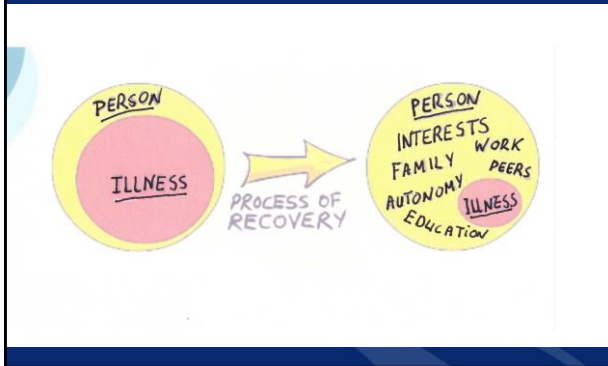 PERSON
ILLNESS
PROCESS OF
RECOVERY
PERSON
INTERESTS
WORK
FAMILY
PEERS
AUTONOMY
ILLNESS
EDUCATION